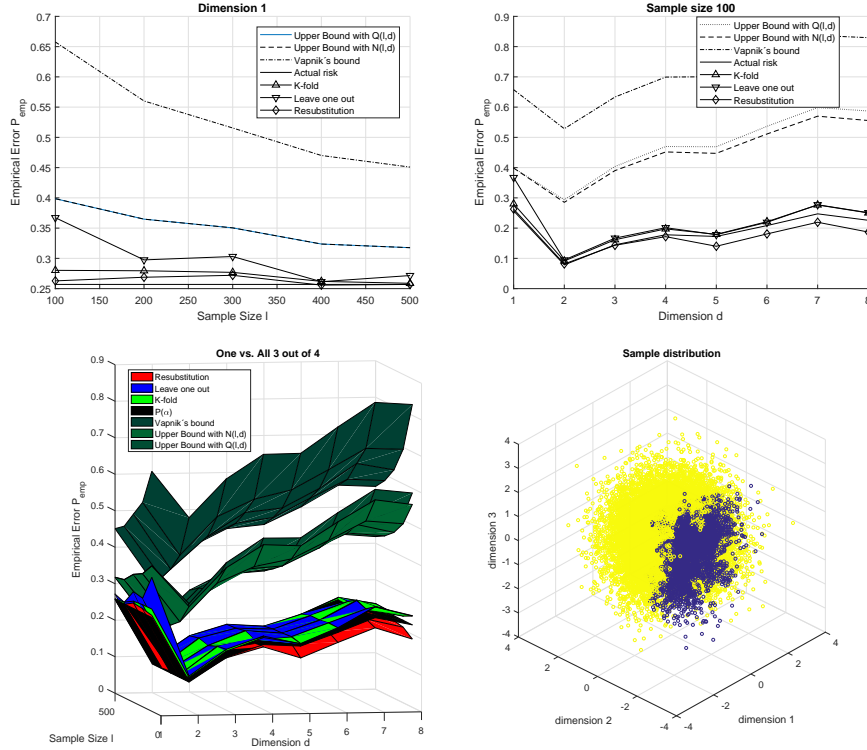 Dimension 1
0.7
0.65
0.6
0.55
0.5
0.45
0.4
0.35
0.3
0.25
Empirical Error P_emp
Upper Bound with Q(l,d)
Upper Bound with N(l,d)
Vapnik´s bound
Actual risk
K-fold
Leave one out
Resubstitution
100 150 200 250 300 350 400 450 500
Sample Size l
Sample size 100
1
0.9
0.8
0.7
0.6
0.5
0.4
0.3
0.2
0.1
0
Empirical Error P_emp
Upper Bound with Q(l,d)
Upper Bound with N(l,d)
Vapnik´s bound
Actual risk
K-fold
Leave one out
Resubstitution
1 2 3 4 5 6 7 8
Dimension d
One vs. All 3 out of 4
0.9
0.8
0.7
0.6
0.5
0.4
0.3
0.2
0.1
0
Empirical Error P_emp
Resubstitution
Leave one out
K-fold
P(α)
Vapnik´s bound
Upper Bound with N(l,d)
Upper Bound with Q(l,d)
500
0
1 2 3 4 5 6 7 8
Sample Size l
Dimension d
Sample distribution
4
3
2
1
0
-1
-2
-3
-4
dimension 3
4
2
0
-2
-4
dimension 2
-4
-2
0
2
4
dimension 1